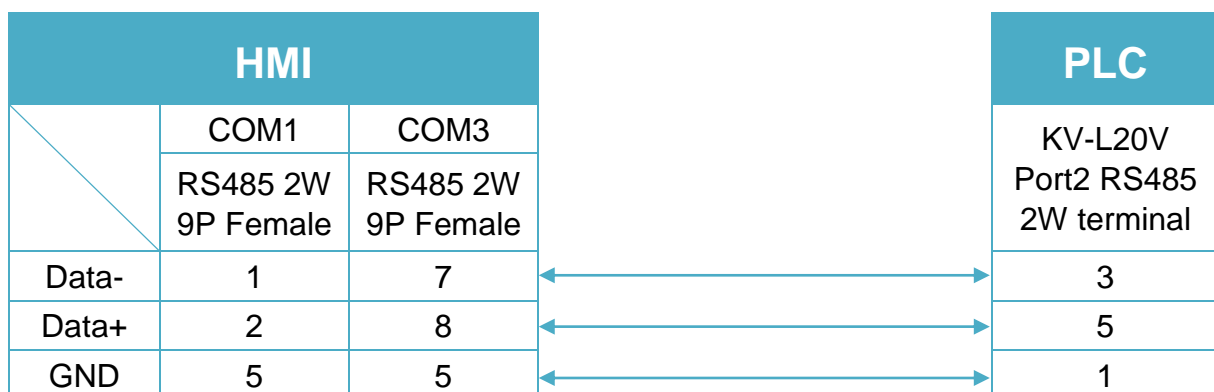 HMI PLC
COM1 COM3
RS485 2W RS485 2W
9P Female 9P Female
KV-L20V
Port2 RS485
2W terminal
Data- 1 7 3
Data+ 2 8 5
GND 5 5 1